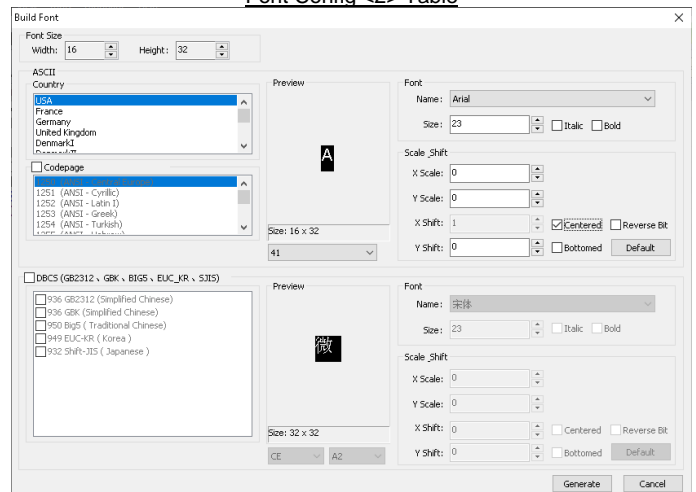 Font Config <2> Table
Build Font
Font Size
Width: 16 Height: 32
ASCII
Country
USA
France
Germany
United Kingdom
DenmarkI
Codepage
1251 (ANSI - Cyrillic)
1252 (ANSI - Latin I)
1253 (ANSI - Greek)
1254 (ANSI - Turkish)
Preview
A
Size: 16 x 32
41
Font
Name: Arial
Size: 23 Italic Bold
Scale_Shift
X Scale: 0
Y Scale: 0
X Shift: 1 Centered Reverse Bit
Y Shift: 0 Bottomed Default
DBCS (GB2312、GBK、BIG5、EUC_KR、SJIS)
936 GB2312 (Simplified Chinese)
936 GBK (Simplified Chinese)
950 Big5 ( Traditional Chinese)
949 EUC-KR ( Korea )
932 Shift-JIS ( Japanese )
Preview
微
Size: 32 x 32
CE A2
Font
Name: 宋体
Size: 23 Italic Bold
Scale_Shift
X Scale: 0
Y Scale: 0
X Shift: 0 Centered Reverse Bit
Y Shift: 0 Bottomed Default
Generate Cancel